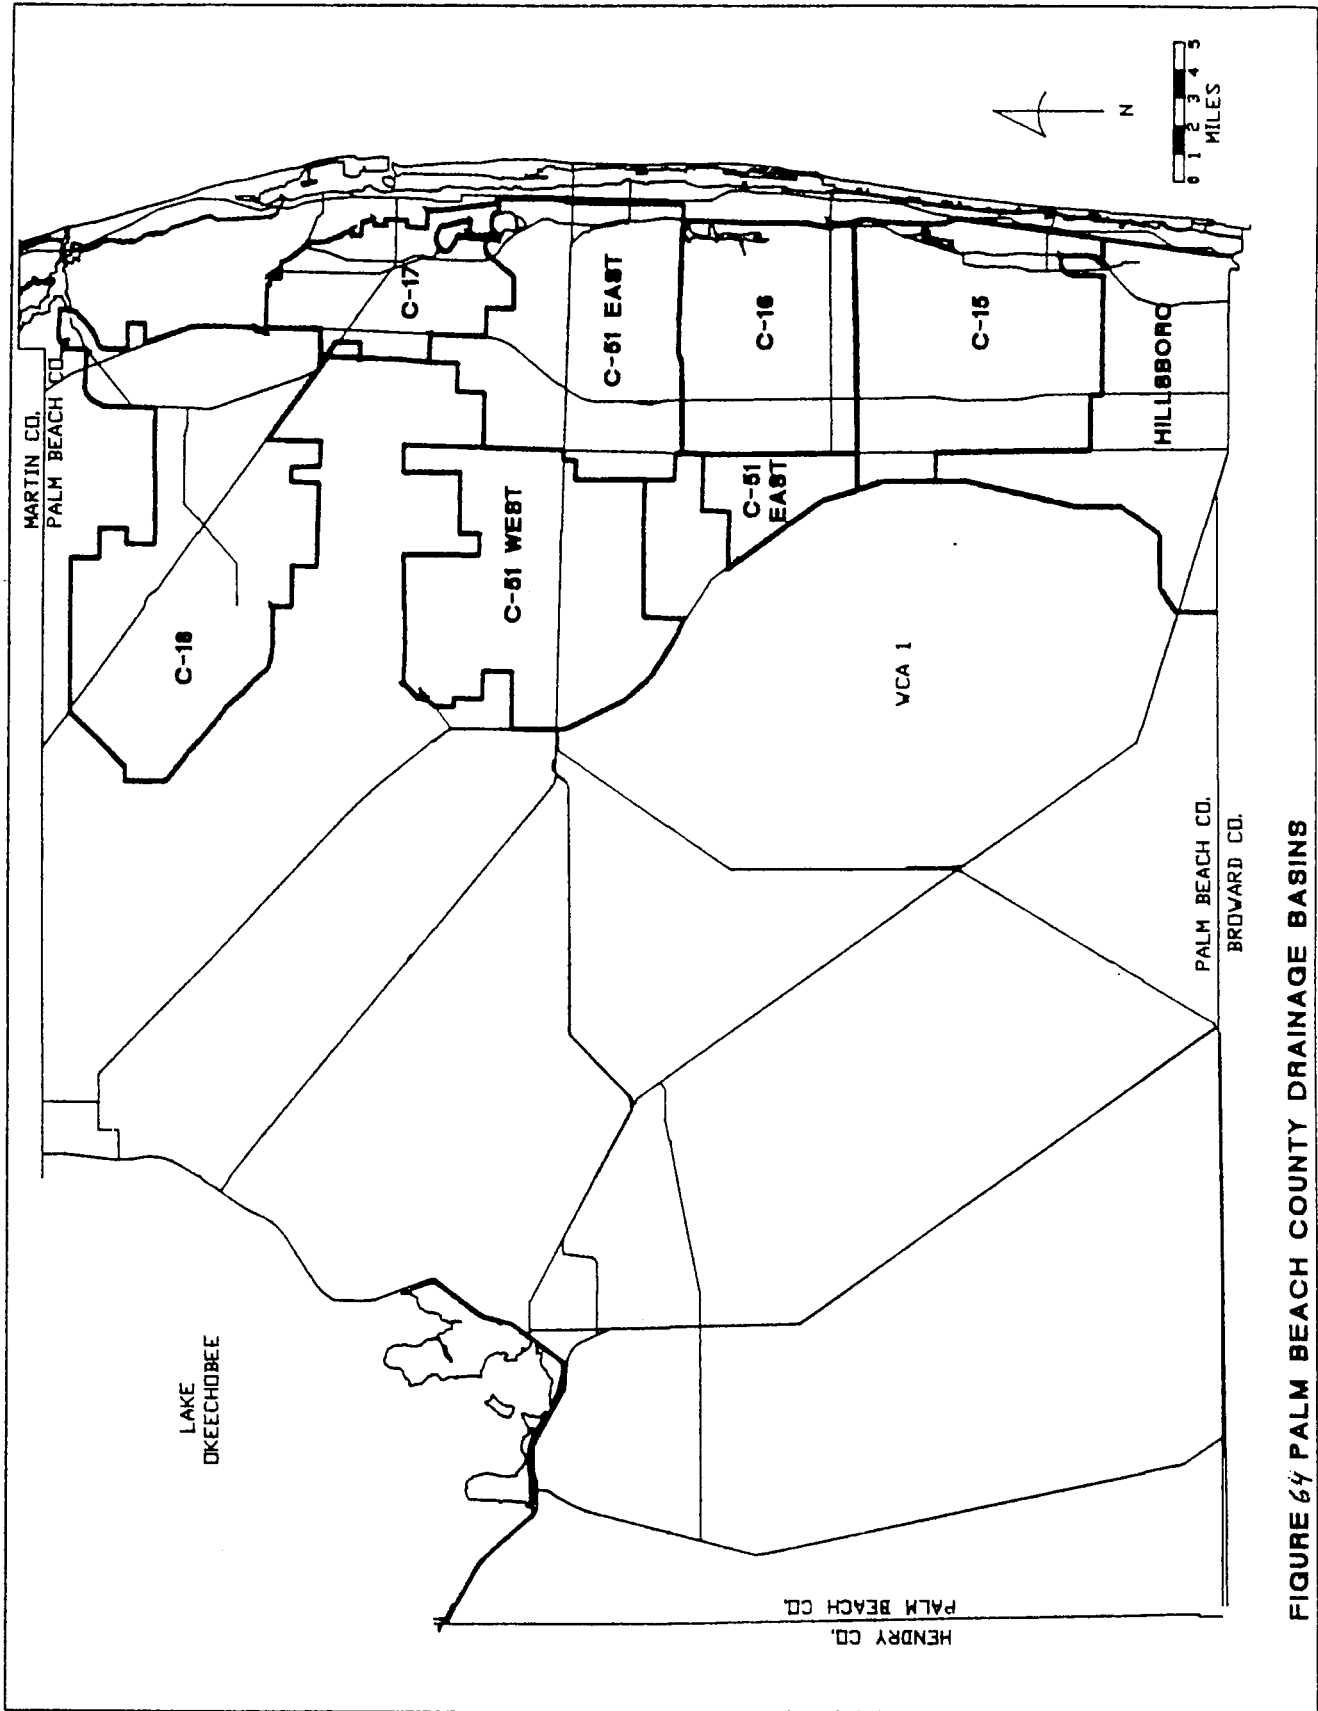 MARTIN CO.
PALM BEACH CO.
LAKE
OKEECHOBEE
C-18
C-17
C-51 WEST
C-51 EAST
C-51
EAST
C-16
C-15
WCA 1
HILLSBORO
HENDRY CO.
PALM BEACH CO.
PALM BEACH CO.
BROWARD CO.
N
0 1 2 3 4 5
MILES
FIGURE 64 PALM BEACH COUNTY DRAINAGE BASINS